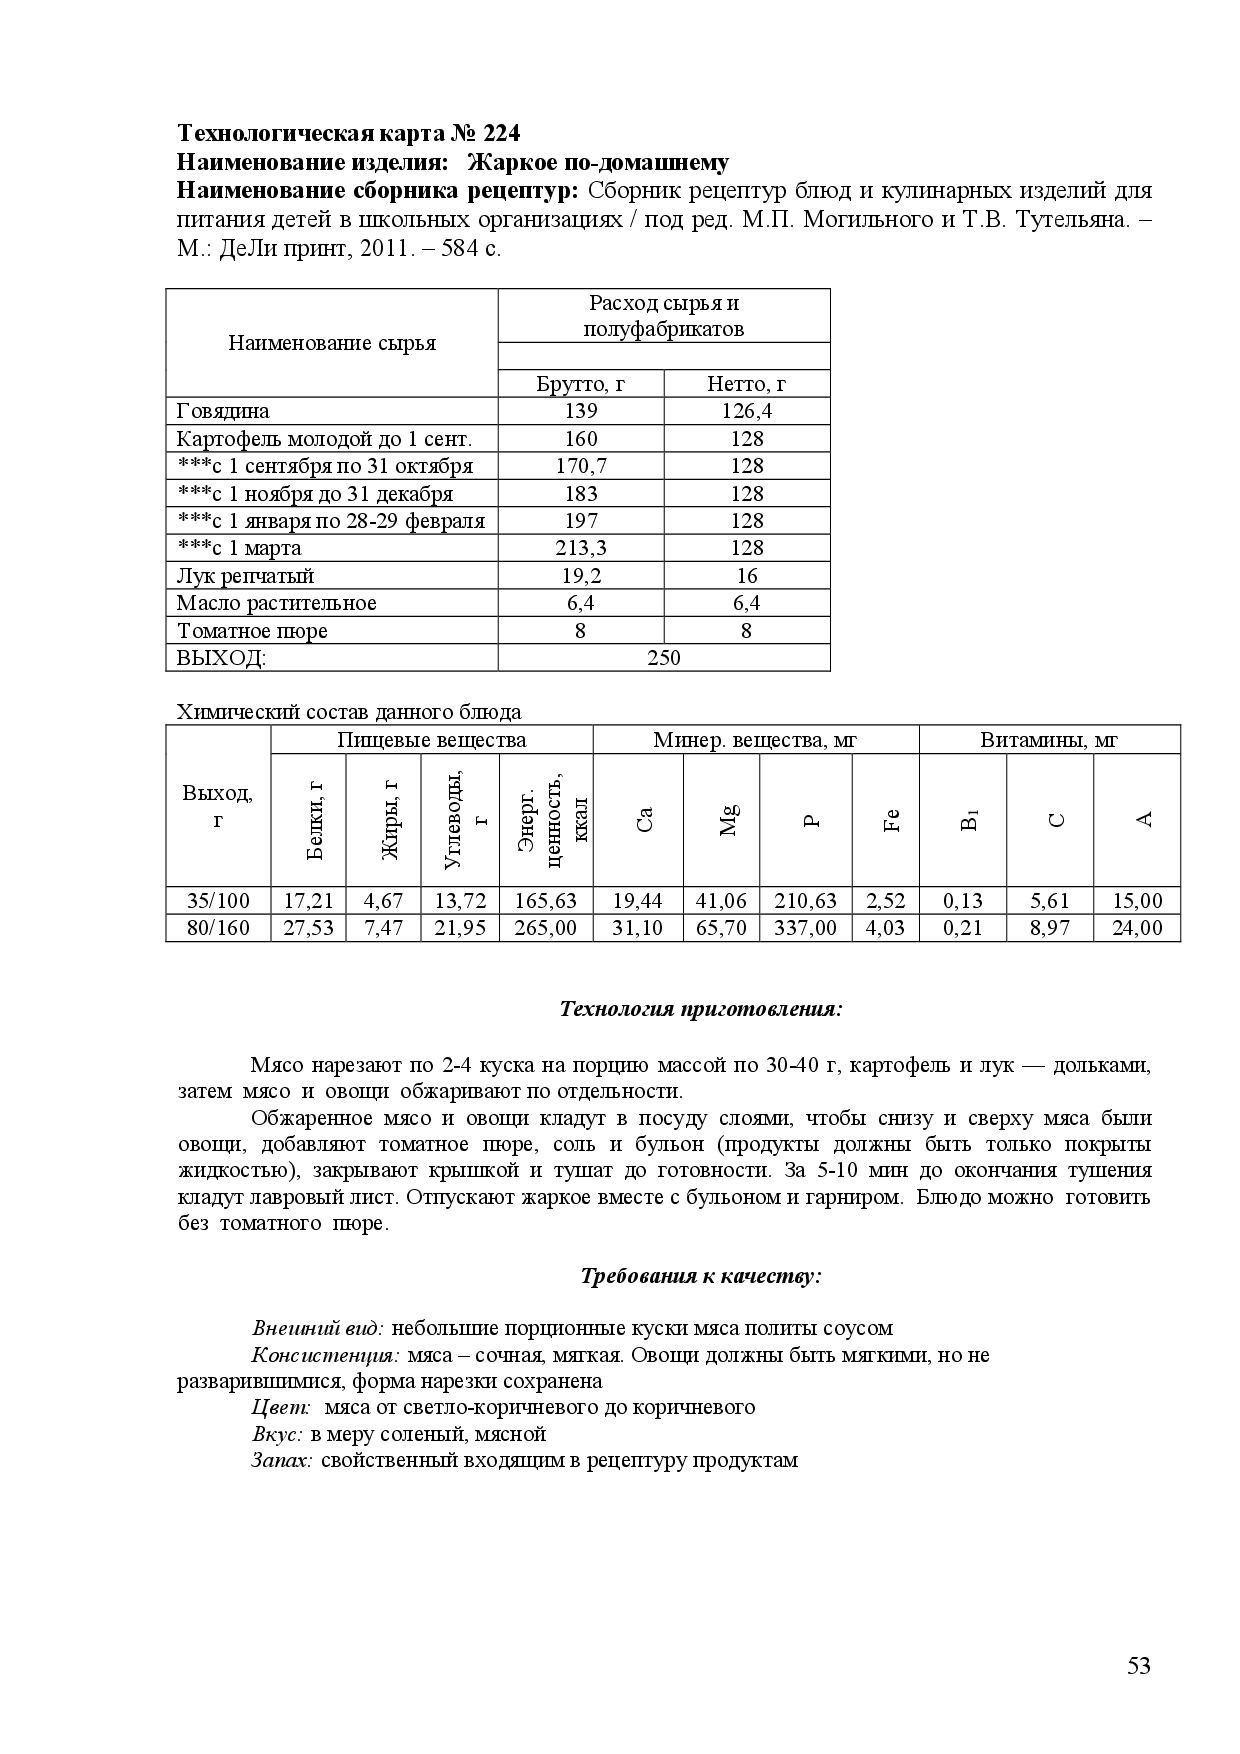 Технологическая карта № 224
Наименование изделия: Жаркое по-домашнему
Наименование сборника рецептур: Сборник рецептур блюд и кулинарных изделий для
питания детей в школьных организациях / под ред. М.П. Могильного и Т.В. Тутельяна. –
М.: ДеЛи принт, 2011. – 584 с.
Наименование сырья
Расход сырья и
полуфабрикатов
Брутто, г Нетто, г
Говядина 139 126,4
Картофель молодой до 1 сент. 160 128
***с 1 сентября по 31 октября 170,7 128
***с 1 ноября до 31 декабря 183 128
***с 1 января по 28-29 февраля 197 128
***с 1 марта 213,3 128
Лук репчатый 19,2 16
Масло растительное 6,4 6,4
Томатное пюре 8 8
ВЫХОД: 250
Химический состав данного блюда
Выход,
г
Пищевые вещества Минер. вещества, мг Витамины, мг
Белки, г
Жиры, г
Углеводы,
г
Энерг.
ценность,
ккал
Ca
Mg
P
Fe
B1
C
A
35/100 17,21 4,67 13,72 165,63 19,44 41,06 210,63 2,52 0,13 5,61 15,00
80/160 27,53 7,47 21,95 265,00 31,10 65,70 337,00 4,03 0,21 8,97 24,00
Технология приготовления:
Мясо нарезают по 2-4 куска на порцию массой по 30-40 г, картофель и лук — дольками,
затем мясо и овощи обжаривают по отдельности.
Обжаренное мясо и овощи кладут в посуду слоями, чтобы снизу и сверху мяса были
овощи, добавляют томатное пюре, соль и бульон (продукты должны быть только покрыты
жидкостью), закрывают крышкой и тушат до готовности. За 5-10 мин до окончания тушения
кладут лавровый лист. Отпускают жаркое вместе с бульоном и гарниром. Блюдо можно готовить
без томатного пюре.
Требования к качеству:
Внешний вид: небольшие порционные куски мяса политы соусом
Консистенция: мяса – сочная, мягкая. Овощи должны быть мягкими, но не
разварившимися, форма нарезки сохранена
Цвет: мяса от светло-коричневого до коричневого
Вкус: в меру соленый, мясной
Запах: свойственный входящим в рецептуру продуктам
53